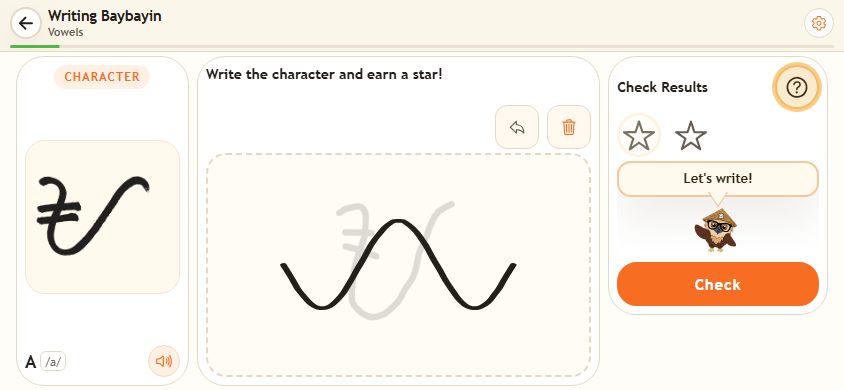 Writing Baybayin
Vowels
CHARACTER
ᜀ
A /a/
Write the character and earn a star!
Check Results
?
Let's write!
Check